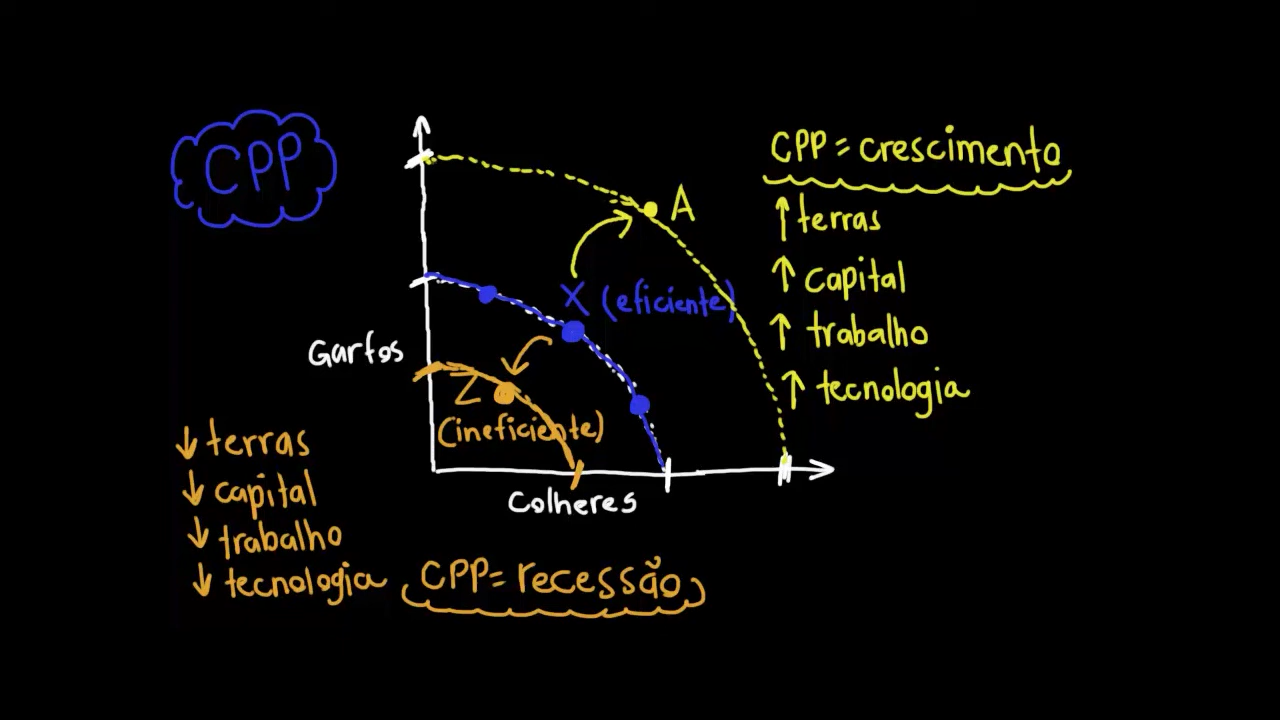 CPP
CPP = crescimento
↑ terras
↑ capital
↑ trabalho
↑ tecnologia
A
X (eficiente)
Garfos
Z
(ineficiente)
Colheres
↓ terras
↓ capital
↓ trabalho
↓ tecnologia
CPP = recessão